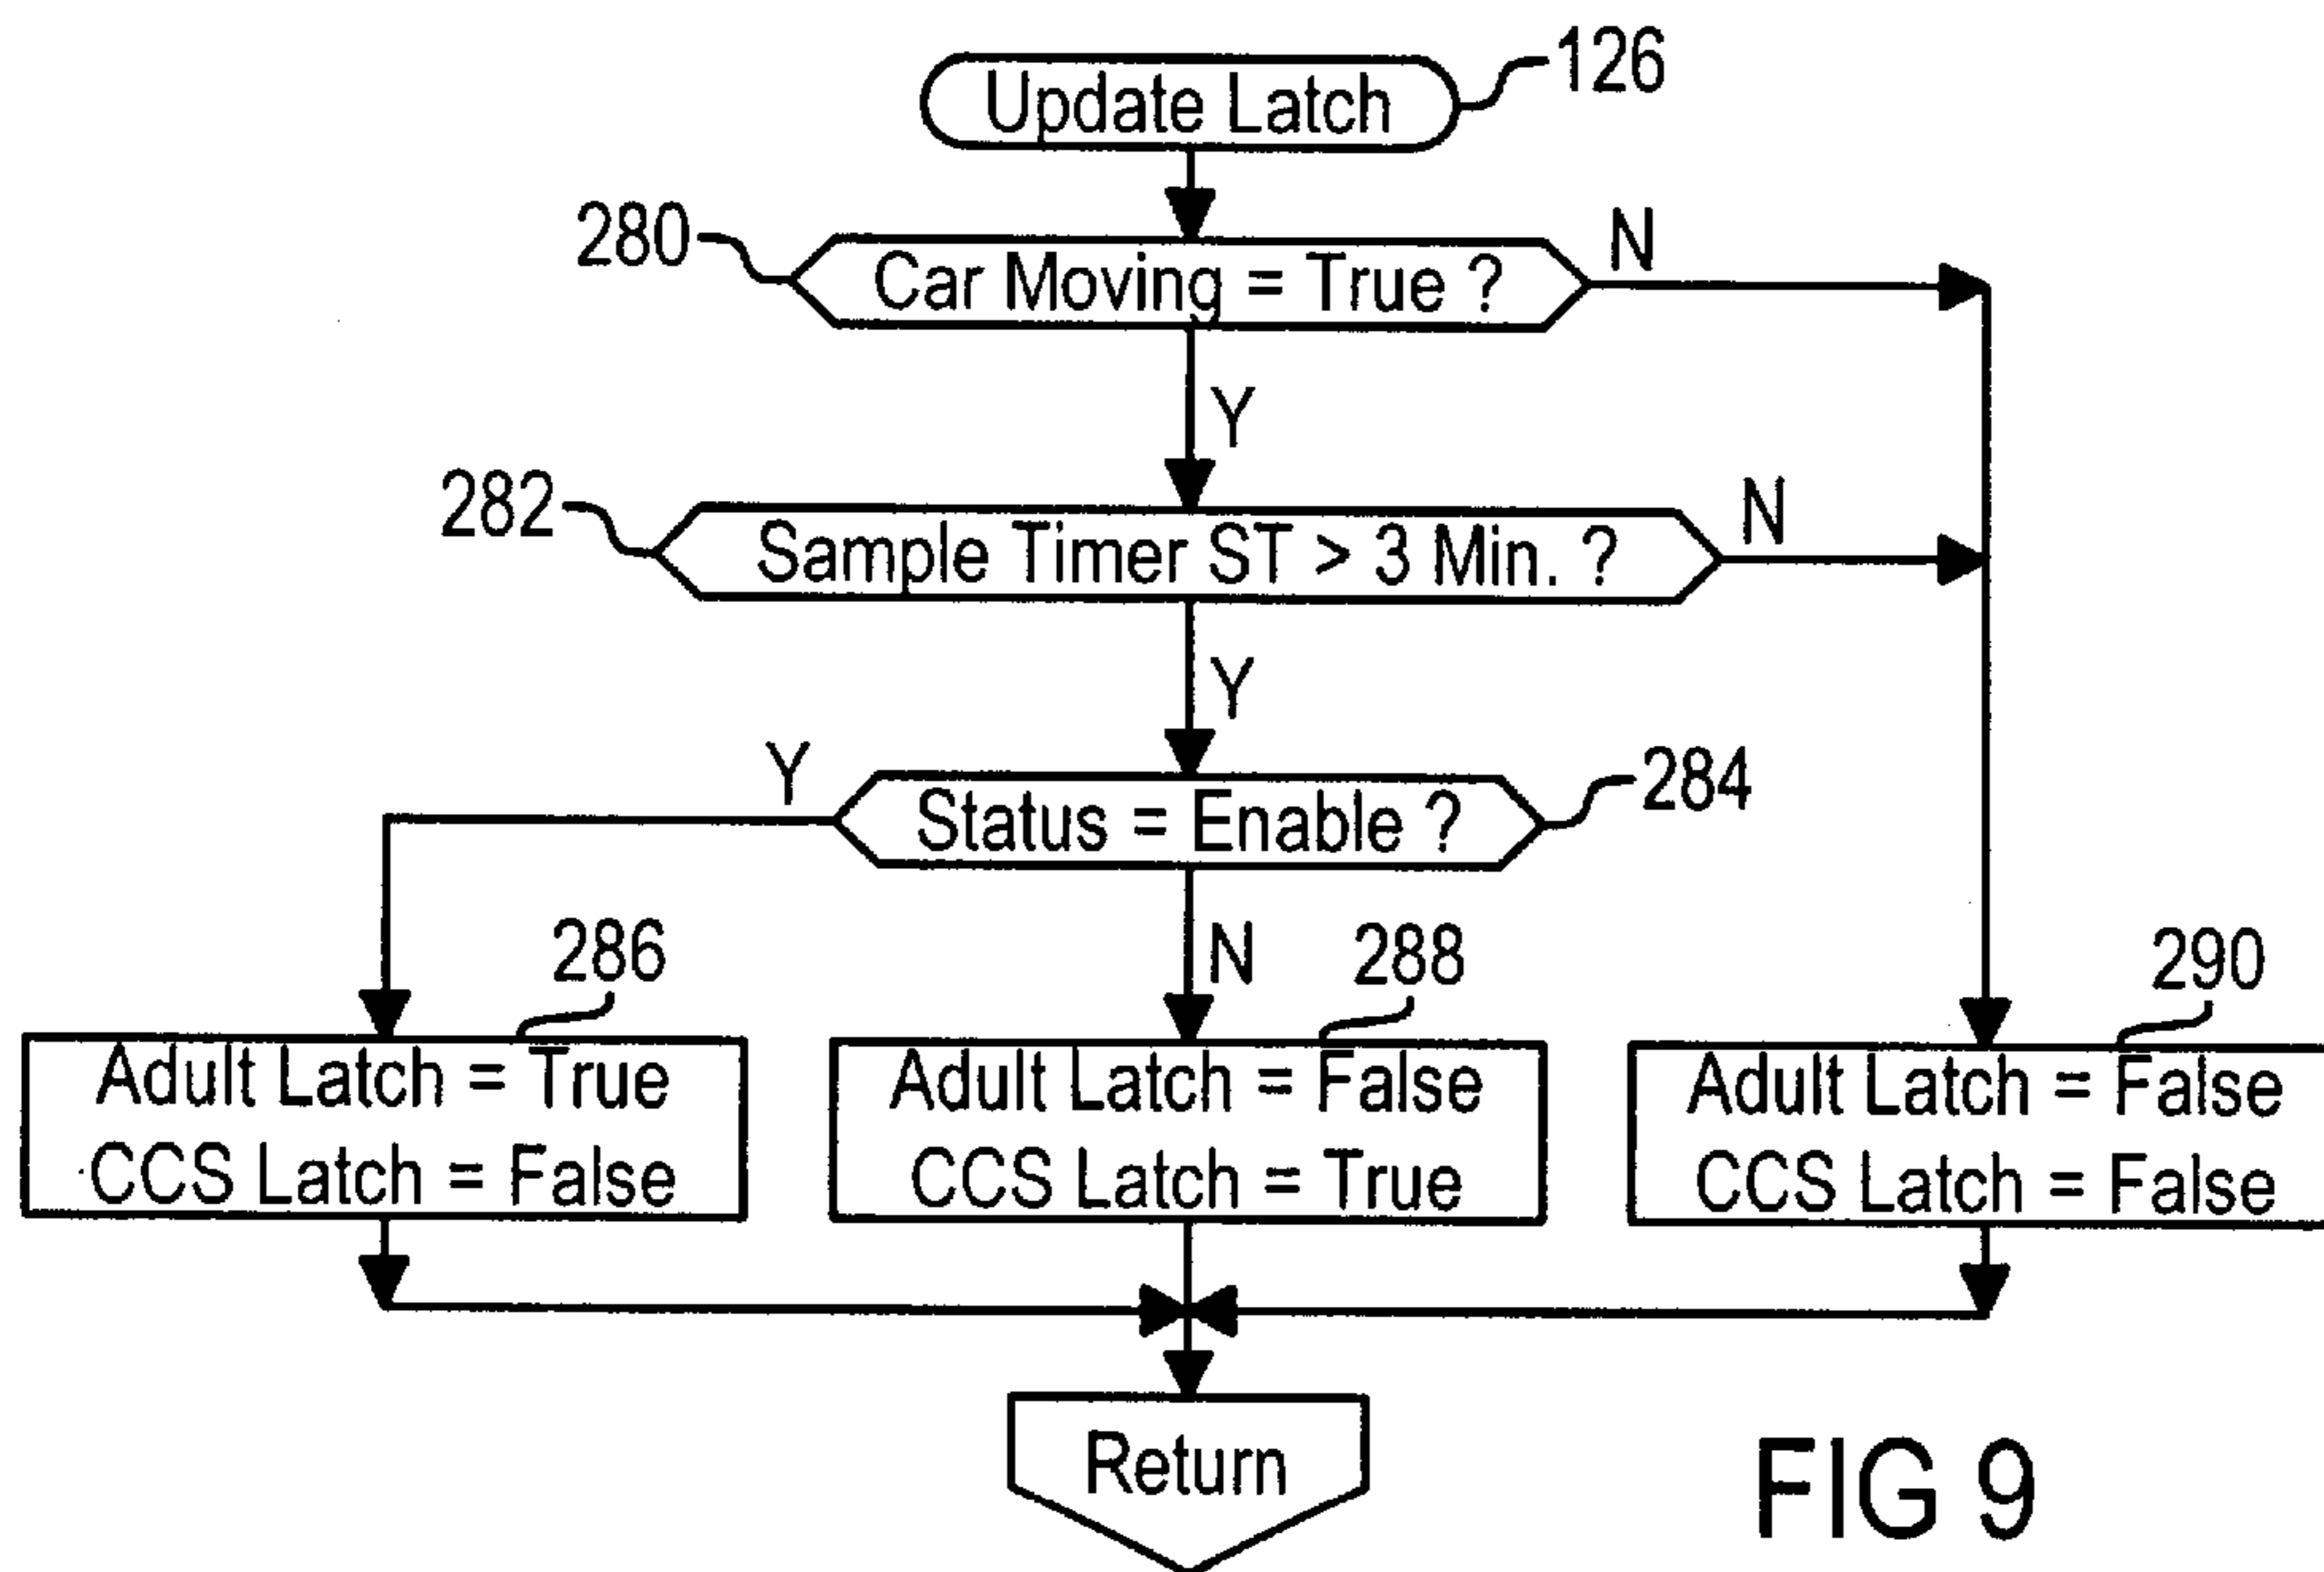 Update Latch
126
280
Car Moving = True ?
N
Y
282
Sample Timer ST > 3 Min. ?
N
Y
Y
Status = Enable ?
284
286
N
288
290
Adult Latch = True
CCS Latch = False
Adult Latch = False
CCS Latch = True
Adult Latch = False
CCS Latch = False
Return
FIG 9